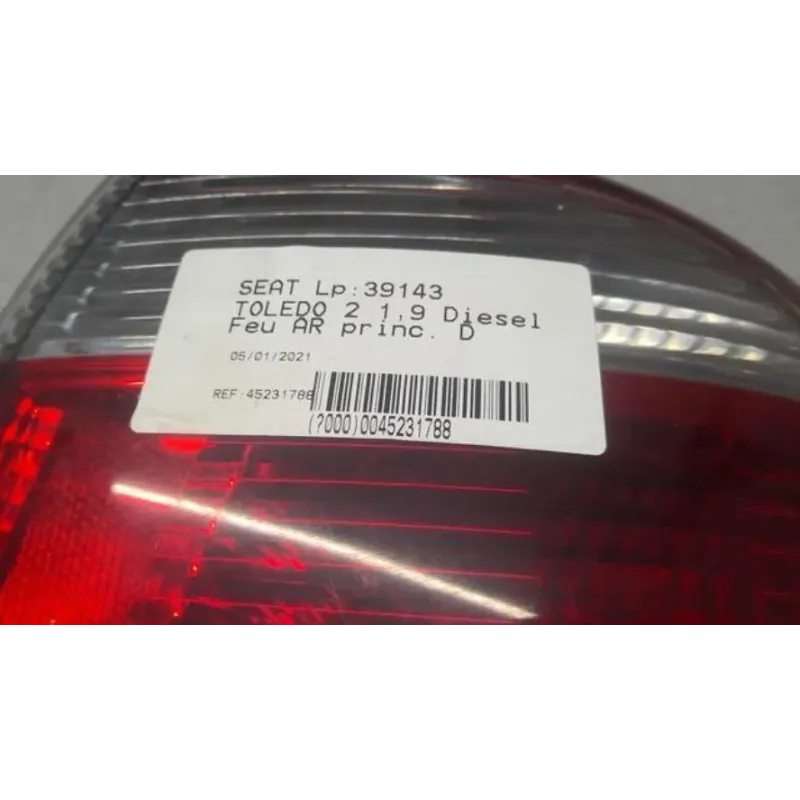 SEAT Lp:39143
TOLEDO 2 1,9 Diesel
Feu AR princ. D
05/01/2021
REF:45231788
(?000)0045231788